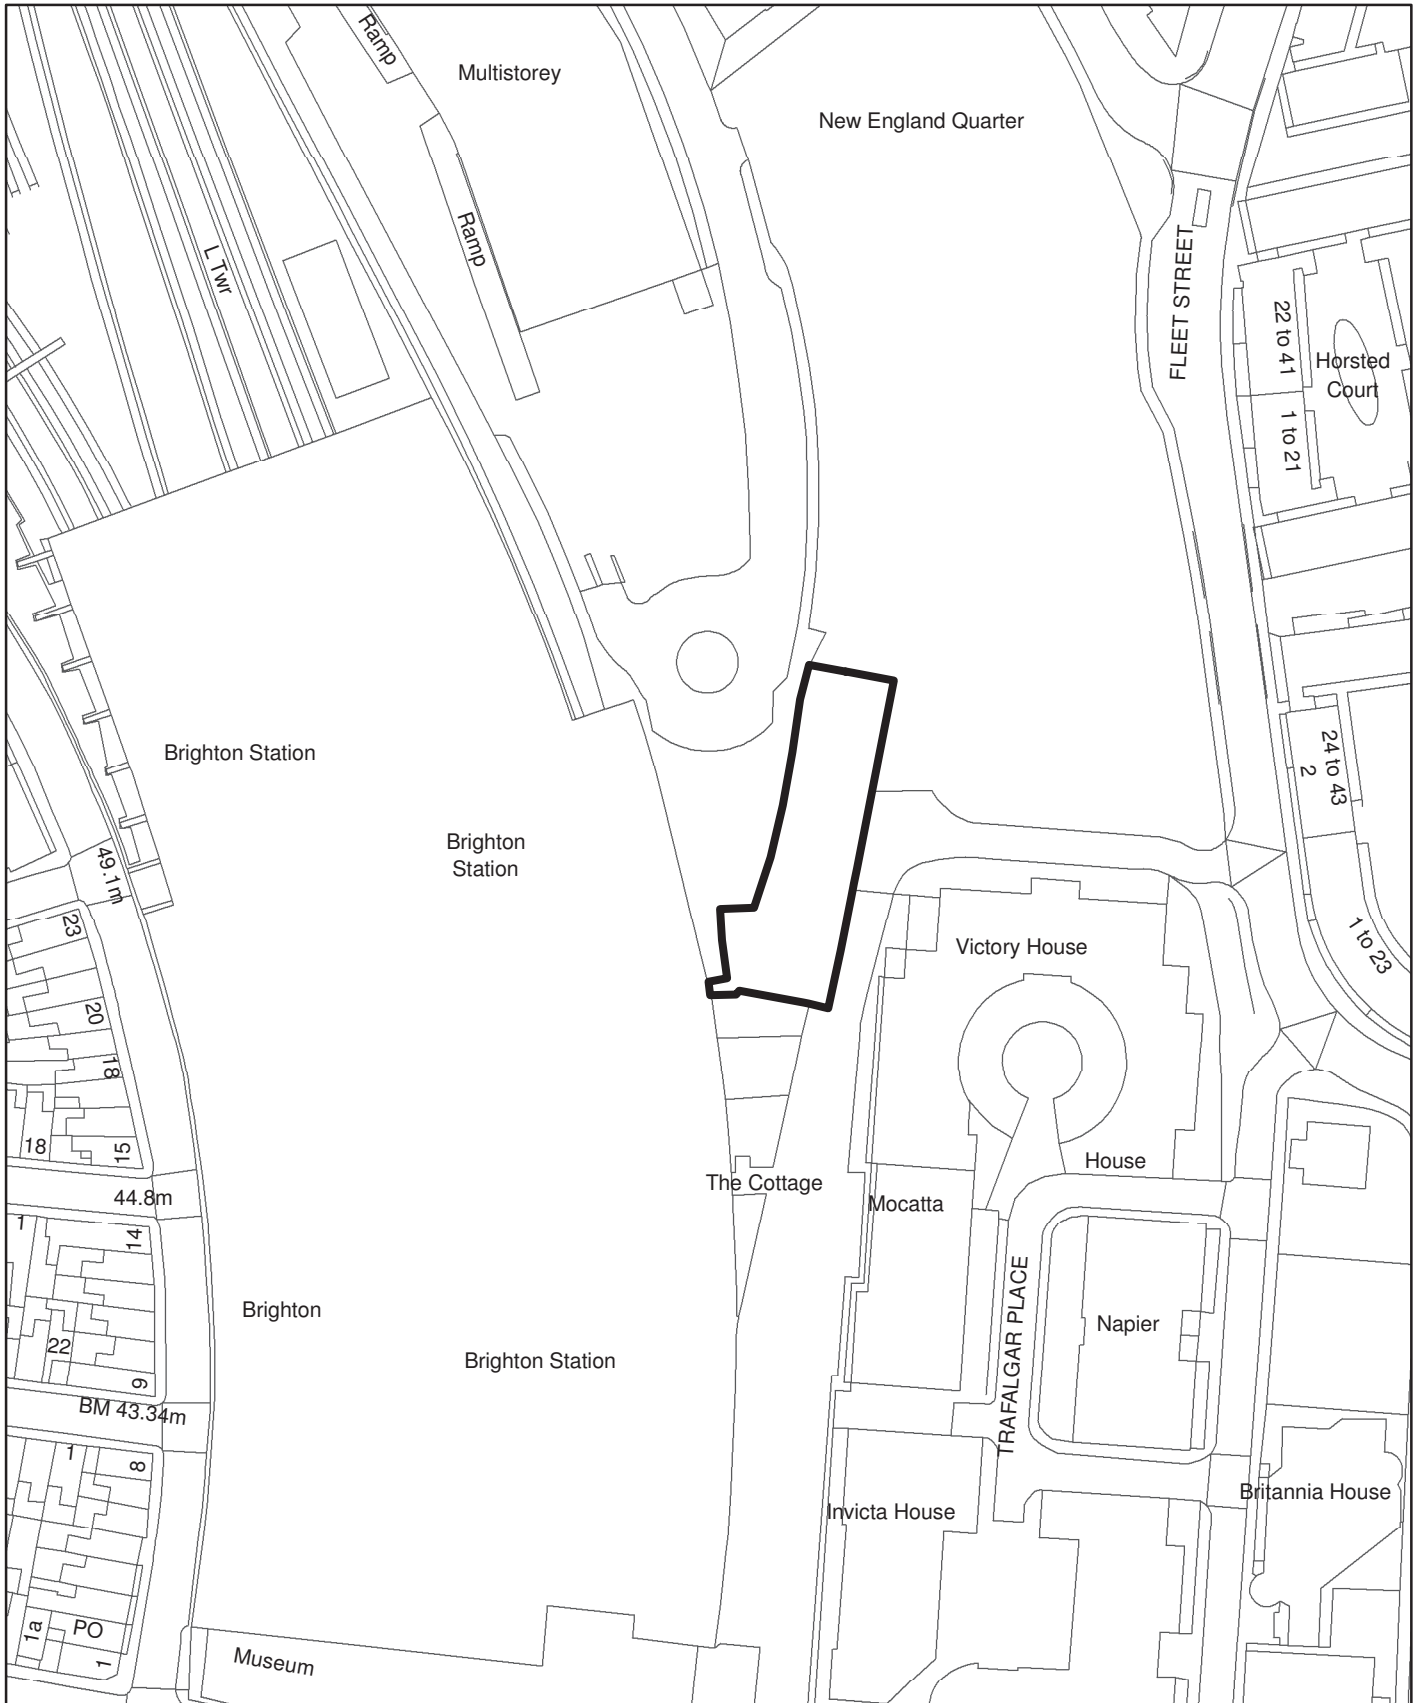 Ramp
Multistorey
New England Quarter
Ramp
L Twr
FLEET STREET
22 to 41
Horsted
Court
1 to 21
Brighton Station
24 to 43
2
Brighton
Station
49.1m
23
Victory House
1 to 23
20
18
18
15
House
The Cottage
44.8m
Mocatta
1
14
TRAFALGAR PLACE
Brighton
Napier
22
Brighton Station
9
BM 43.34m
1
8
Britannia House
Invicta House
1a
PO
1
Museum